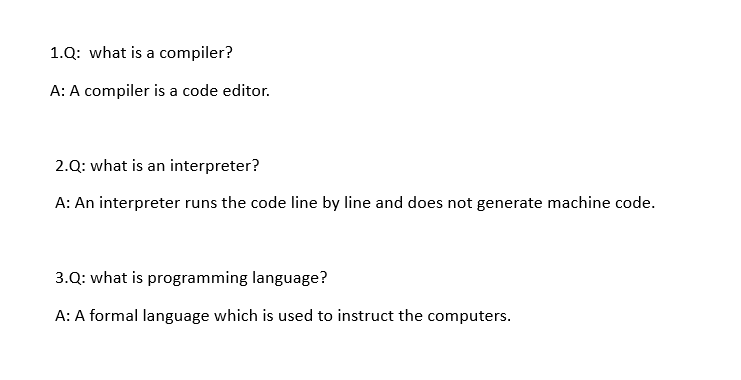 1.Q:  what is a compiler?
A: A compiler is a code editor.
2.Q: what is an interpreter?
A: An interpreter runs the code line by line and does not generate machine code.
3.Q: what is programming language?
A: A formal language which is used to instruct the computers.